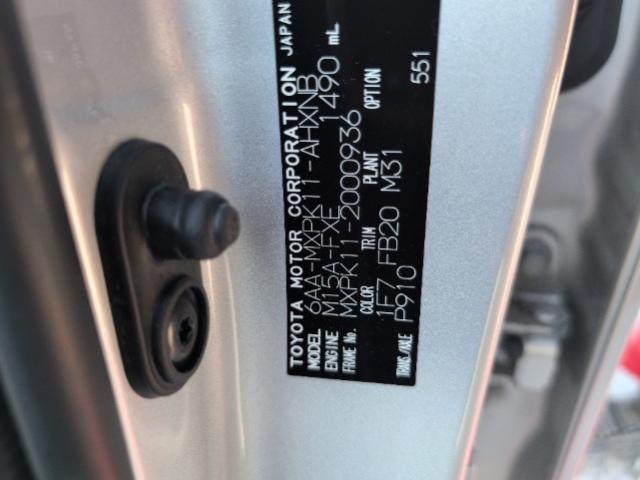 TOYOTA MOTOR CORPORATION JAPAN
MODEL 6AA-MXPK11-AHXNB
ENGINE M15A-FXE 1490 mL
FRAME No. MXPK11-2000936
COLOR TRIM PLANT OPTION
1F7 FB20 M31 551
TRANS./AXLE P910